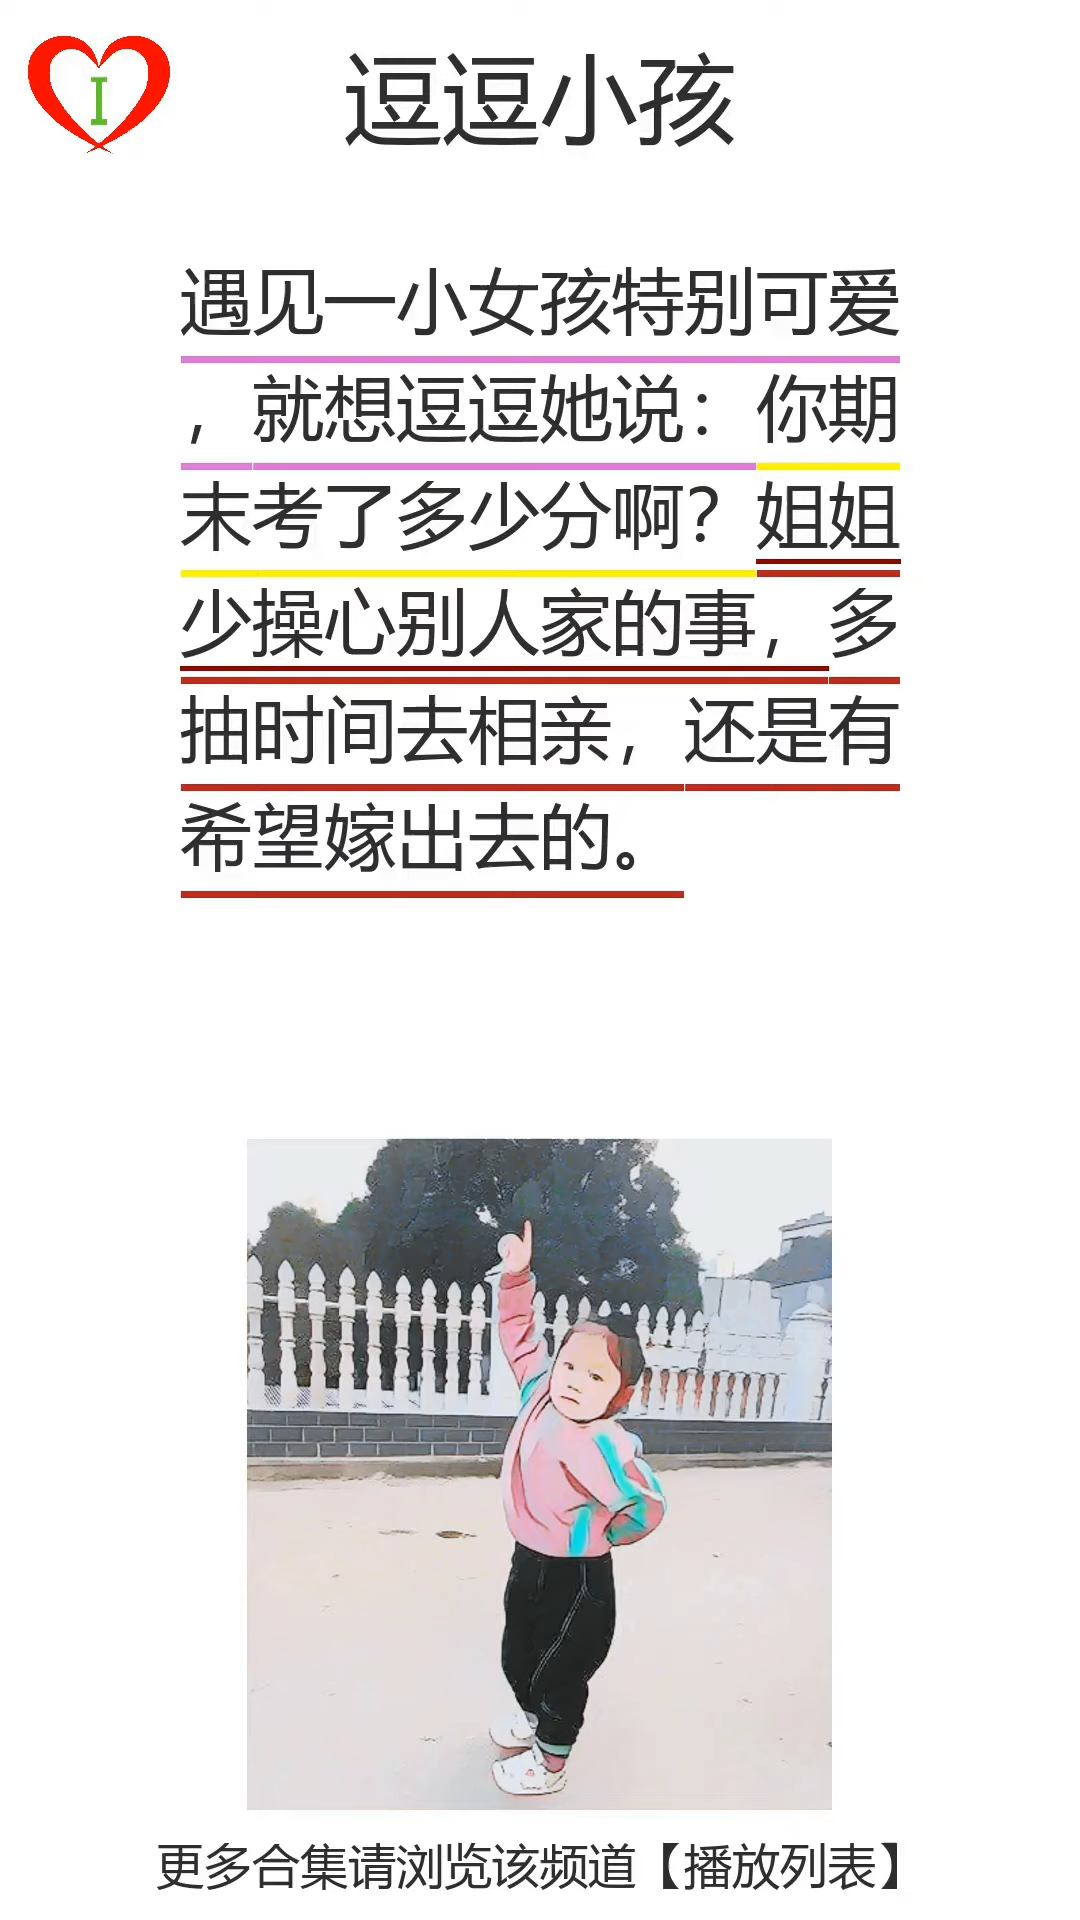 I
逗逗小孩
遇见一小女孩特别可爱
，就想逗逗她说：你期
末考了多少分啊？姐姐
少操心别人家的事，多
抽时间去相亲，还是有
希望嫁出去的。
更多合集请浏览该频道【播放列表】